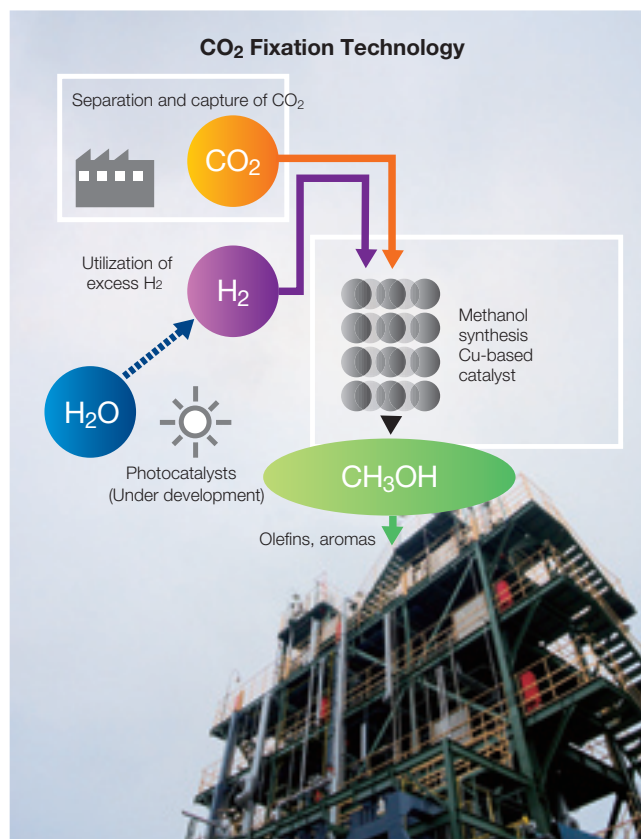 CO₂ Fixation Technology
Separation and capture of CO₂
CO₂
Utilization of
excess H₂
H₂
Methanol
synthesis
Cu-based
catalyst
H₂O
Photocatalysts
(Under development)
CH₃OH
Olefins, aromas